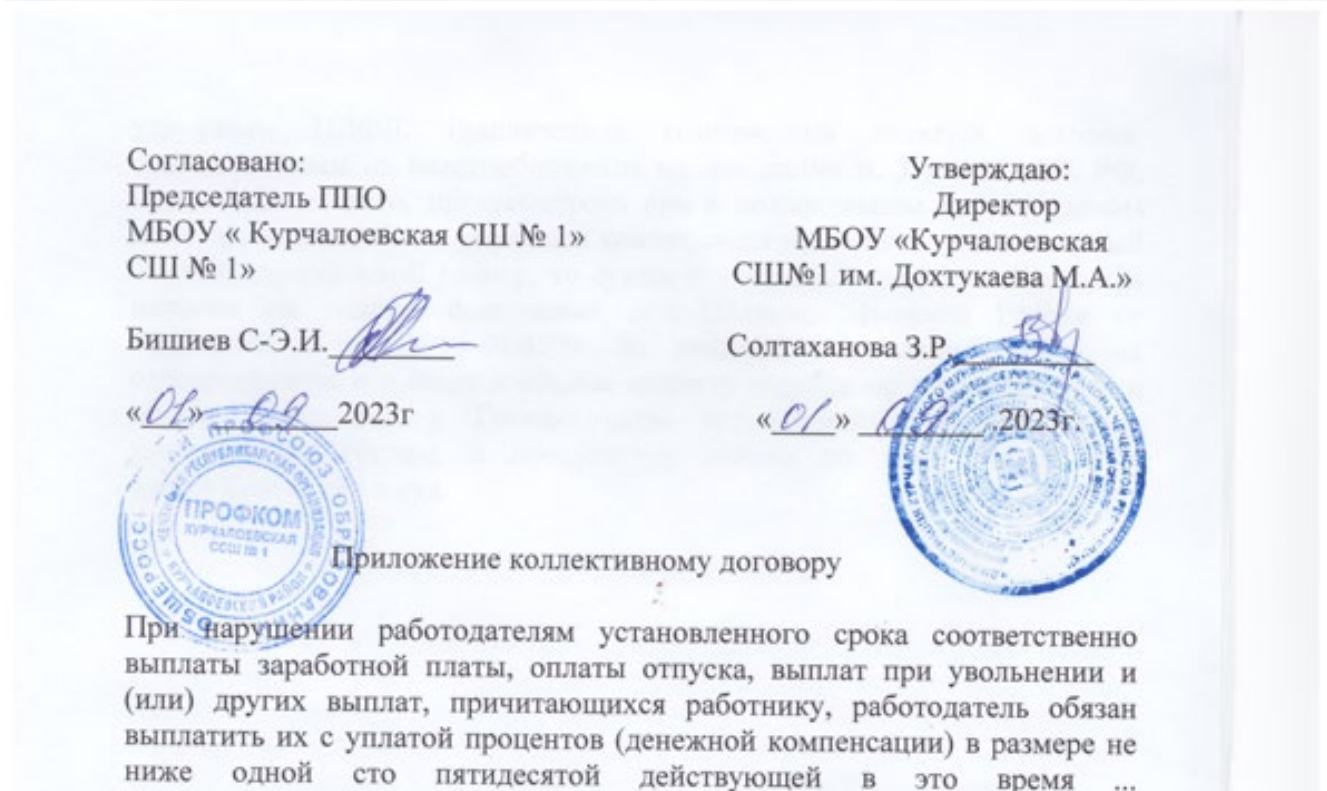 Согласовано:
Председатель ППО
МБОУ « Курчалоевская СШ № 1»
СШ № 1»
Бишиев С-Э.И.
«01» 09 2023г
Утверждаю:
Директор
МБОУ «Курчалоевская
СШ№1 им. Дохтукаева М.А.»
Солтаханова З.Р.
«01» 09 .2023г.
ПРОФСОЮЗ
ПРОФКОМ
КУРЧАЛОЕВСКАЯ
ССШ № 1
Приложение коллективному договору
При нарушении работодателям установленного срока соответственно
выплаты заработной платы, оплаты отпуска, выплат при увольнении и
(или) других выплат, причитающихся работнику, работодатель обязан
выплатить их с уплатой процентов (денежной компенсации) в размере не
ниже одной сто пятидесятой действующей в это время ...